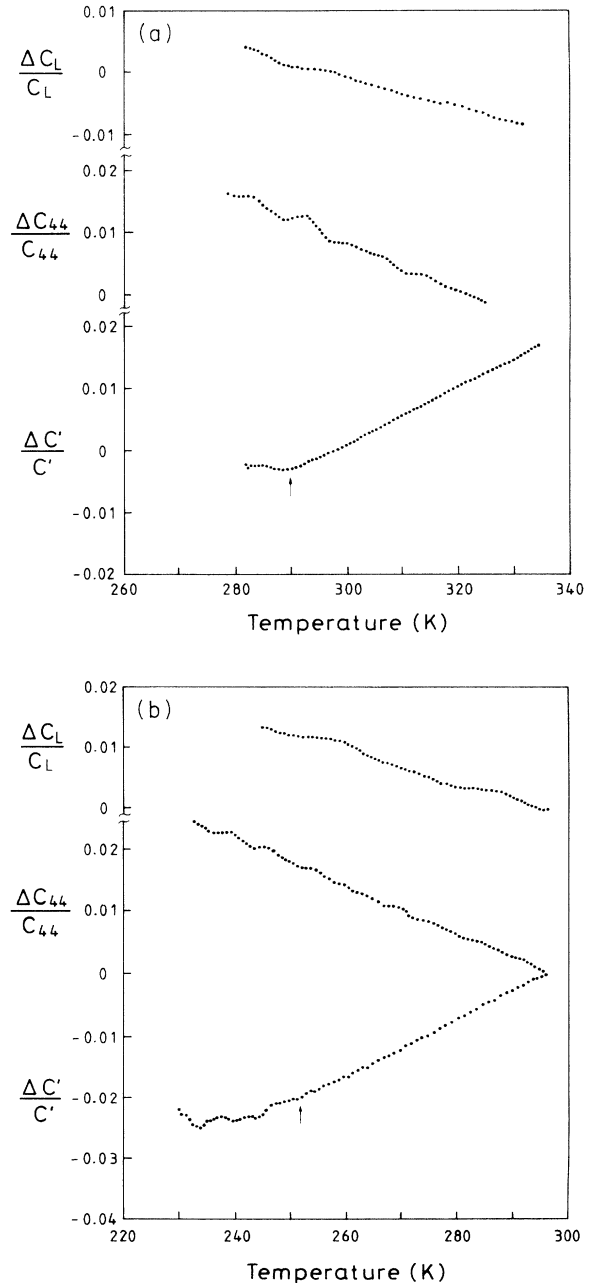 (a)
0.01
ΔC_L
C_L
0
-0.01
0.02
ΔC₄₄
C₄₄
0.01
0
0.02
0.01
ΔC'
C'
0
-0.01
-0.02
260 280 300 320 340
Temperature (K)
(b)
0.02
ΔC_L
C_L
0.01
0
0.02
ΔC₄₄
C₄₄
0.01
0
-0.01
ΔC'
C'
-0.02
-0.03
-0.04
220 240 260 280 300
Temperature (K)